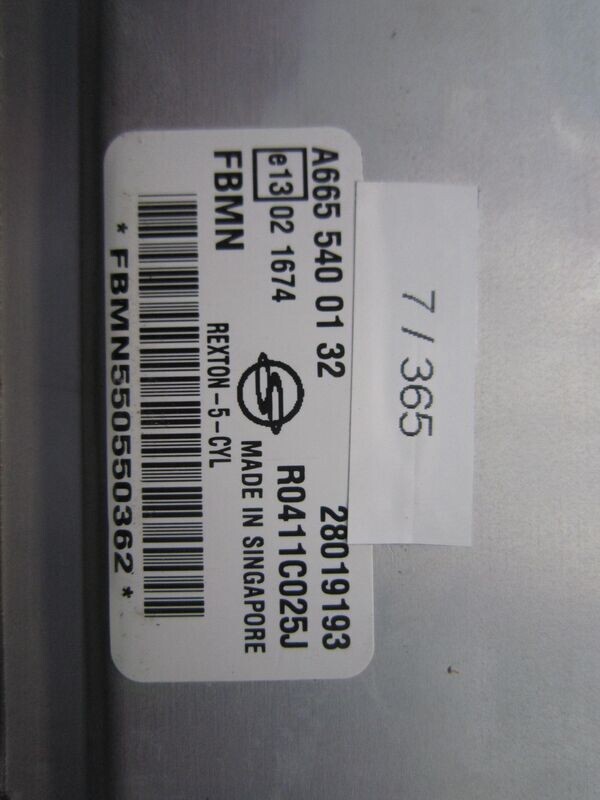 7 / 365
A665 540 01 32
28019193
e13 02 1674
R0411C025J
FBMN
MADE IN SINGAPORE
REXTON-5-CYL
* FBMN550550362 *